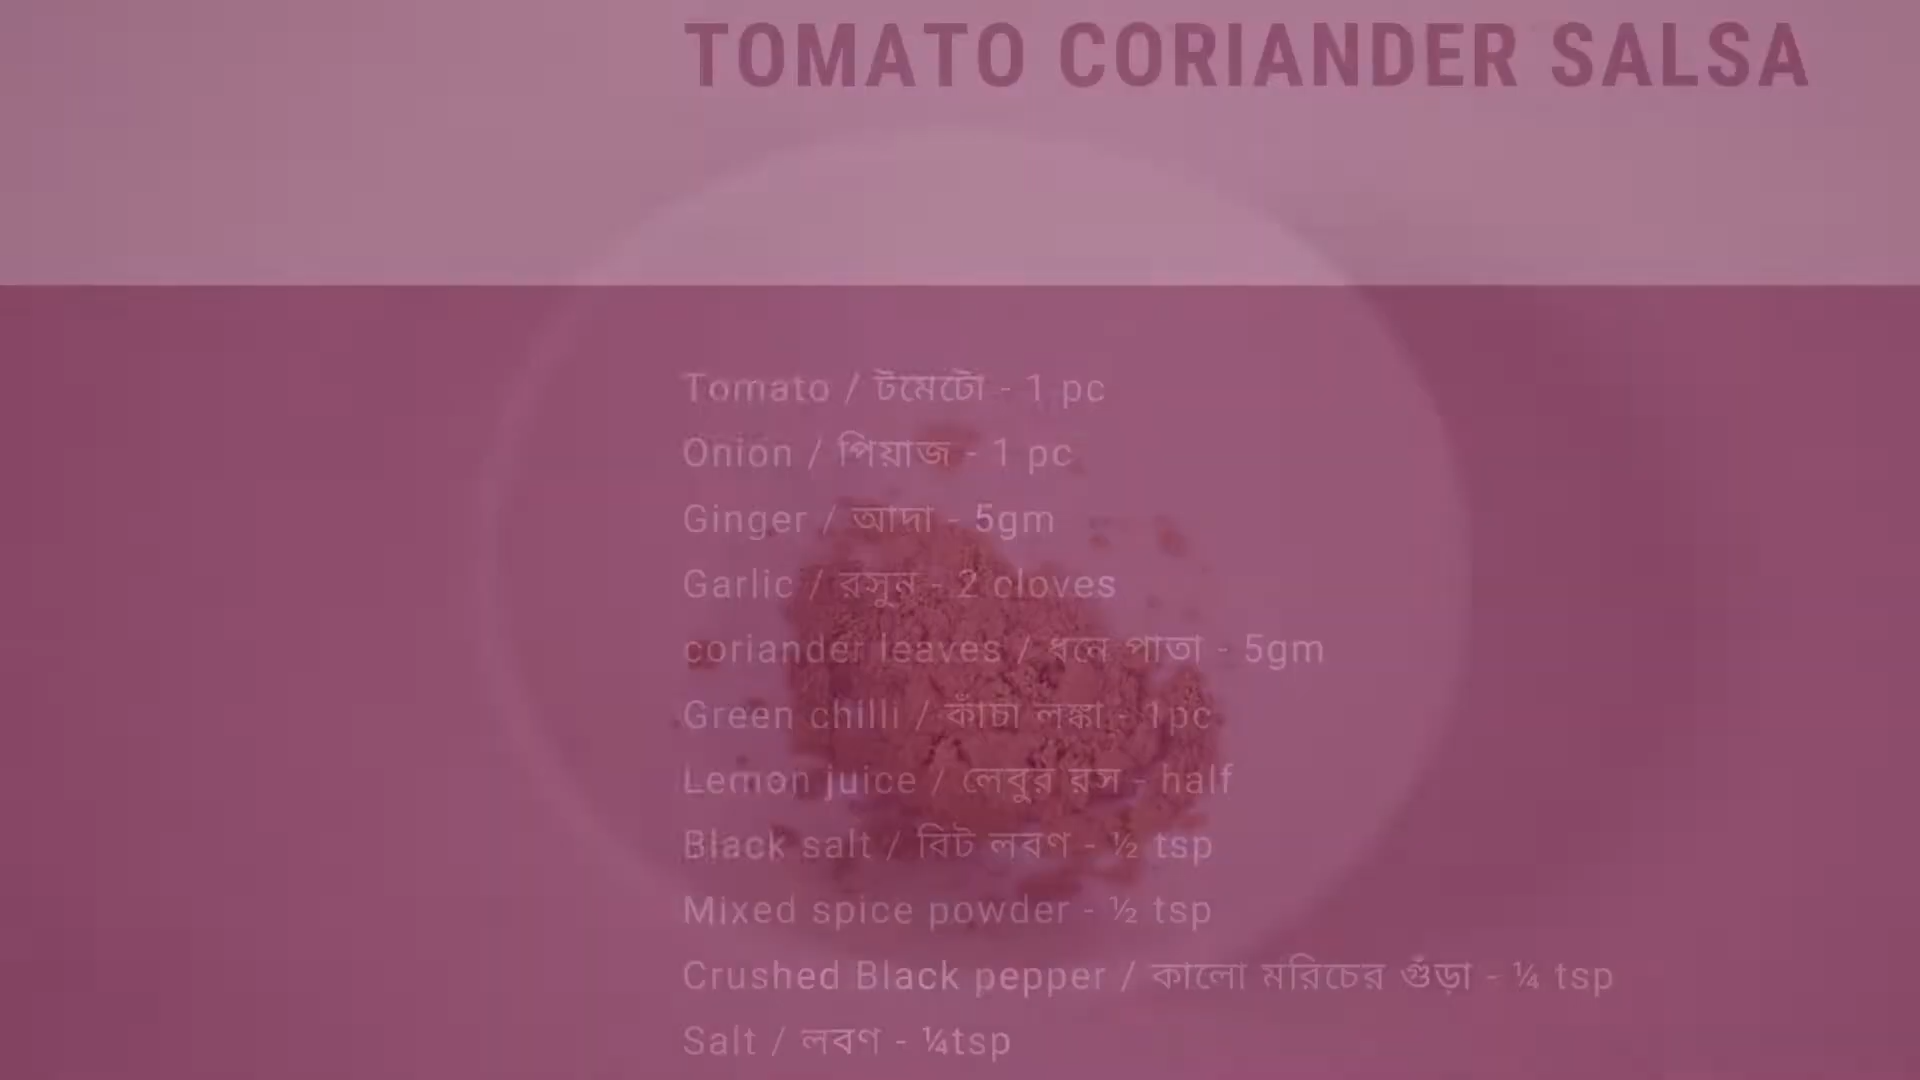 TOMATO CORIANDER SALSA
Tomato / টমেটো - 1 pc
Onion / পিয়াজ - 1 pc
Ginger / আদা - 5gm
Garlic / রসুন - 2 cloves
coriander leaves / ধনে পাতা - 5gm
Green chilli / কাঁচা লঙ্কা - 1pc
Lemon juice / লেবুর রস - half
Black salt / বিট লবণ - ½ tsp
Mixed spice powder - ½ tsp
Crushed Black pepper / কালো মরিচের গুঁড়া - ¼ tsp
Salt / লবণ - ¼tsp